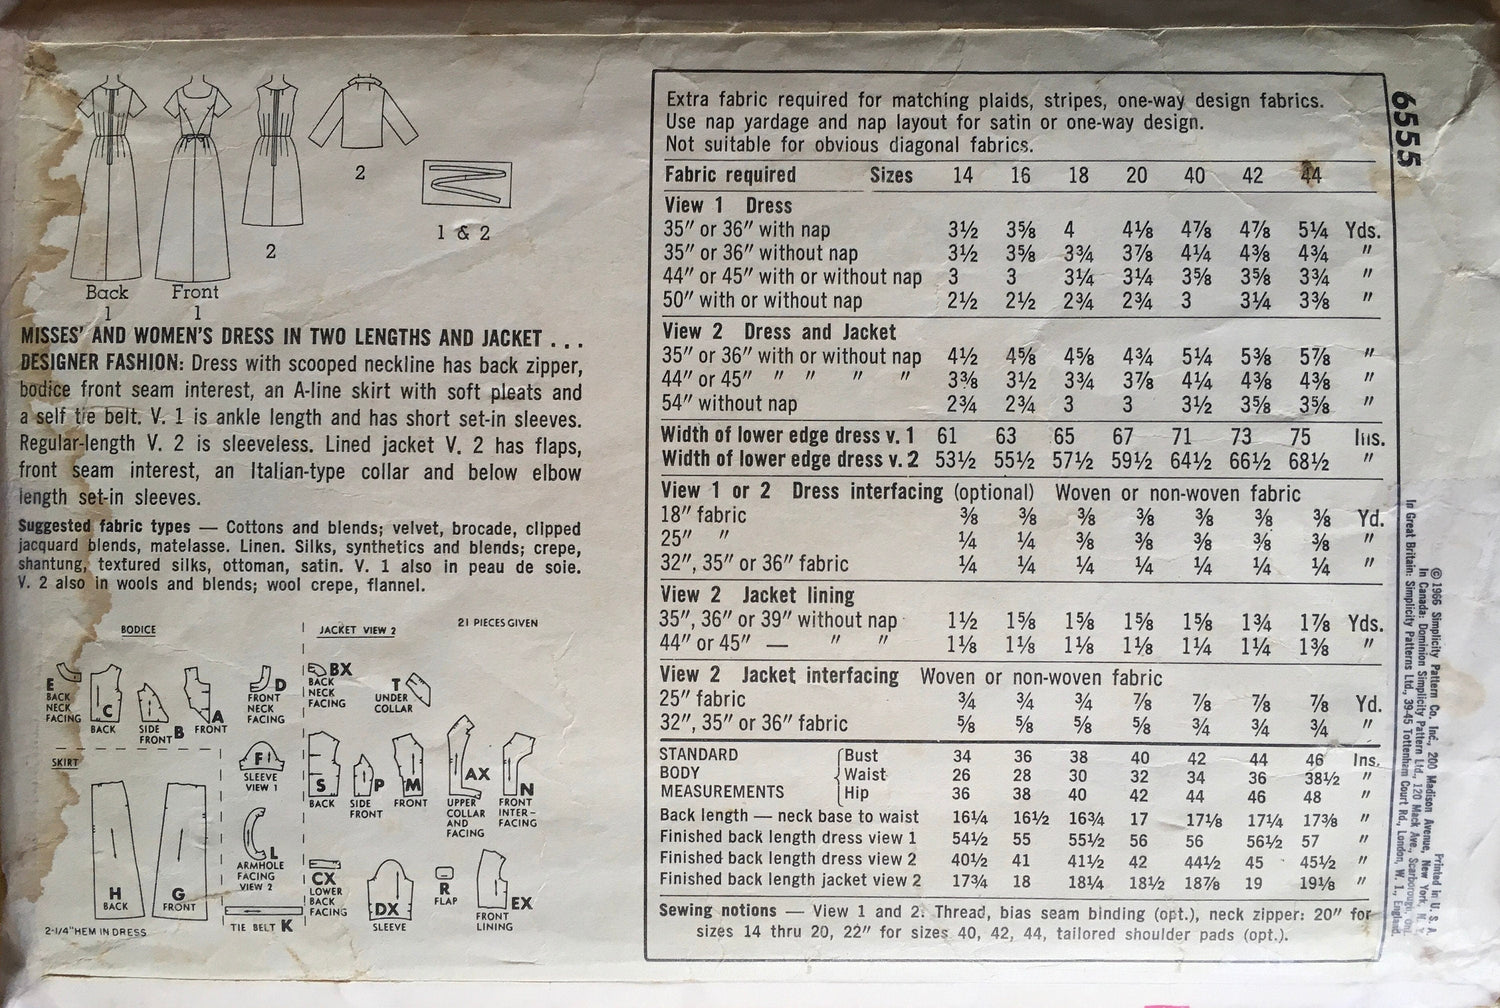 Back
1
Front
1
2
2
1 & 2
MISSES' AND WOMEN'S DRESS IN TWO LENGTHS AND JACKET . . .
DESIGNER FASHION: Dress with scooped neckline has back zipper,
bodice front seam interest, an A-line skirt with soft pleats and
a self tie belt. V. 1 is ankle length and has short set-in sleeves.
Regular-length V. 2 is sleeveless. Lined jacket V. 2 has flaps,
front seam interest, an Italian-type collar and below elbow
length set-in sleeves.
Suggested fabric types — Cottons and blends; velvet, brocade, clipped
jacquard blends, matelasse. Linen. Silks, synthetics and blends; crepe,
shantung, textured silks, ottoman, satin. V. 1 also in peau de soie.
V. 2 also in wools and blends; wool crepe, flannel.
BODICE
JACKET VIEW 2
21 PIECES GIVEN
E
BACK
NECK
FACING
C
BACK
SIDE
FRONT B
A
FRONT
D
FRONT
NECK
FACING
BX
BACK
NECK
FACING
T
UNDER
COLLAR
SKIRT
F
SLEEVE
VIEW 1
S
BACK
P
SIDE
FRONT
M
FRONT
AX
UPPER
COLLAR
AND
FACING
N
FRONT
INTER-
FACING
H
BACK
G
FRONT
L
ARMHOLE
FACING
VIEW 2
TIE BELT K
CX
LOWER
BACK
FACING
DX
SLEEVE
R
FLAP
EX
FRONT
LINING
2-1/4" HEM IN DRESS
Extra fabric required for matching plaids, stripes, one-way design fabrics.
Use nap yardage and nap layout for satin or one-way design.
Not suitable for obvious diagonal fabrics.
Fabric required Sizes 14 16 18 20 40 42 44
View 1 Dress
35" or 36" with nap 3½ 3⅝ 4 4⅛ 4⅞ 4⅞ 5¼ Yds.
35" or 36" without nap 3½ 3⅝ 3¾ 3⅞ 4¼ 4⅜ 4¾ "
44" or 45" with or without nap 3 3 3¼ 3¼ 3⅝ 3⅝ 3¾ "
50" with or without nap 2½ 2½ 2¾ 2¾ 3 3¼ 3⅜ "
View 2 Dress and Jacket
35" or 36" with or without nap 4½ 4⅝ 4⅝ 4¾ 5¼ 5⅜ 5⅞ "
44" or 45" " " " " 3⅜ 3½ 3¾ 3⅞ 4¼ 4⅜ 4⅜ "
54" without nap 2¾ 2¾ 3 3 3½ 3⅝ 3⅝ "
Width of lower edge dress v. 1 61 63 65 67 71 73 75 Ins.
Width of lower edge dress v. 2 53½ 55½ 57½ 59½ 64½ 66½ 68½ "
View 1 or 2 Dress interfacing (optional) Woven or non-woven fabric
18" fabric ⅜ ⅜ ⅜ ⅜ ⅜ ⅜ ⅜ Yd.
25" " ¼ ¼ ⅜ ⅜ ⅜ ⅜ ⅜ "
32", 35" or 36" fabric ¼ ¼ ¼ ¼ ¼ ¼ ¼ "
View 2 Jacket lining
35", 36" or 39" without nap 1½ 1⅝ 1⅝ 1⅝ 1⅝ 1¾ 1⅞ Yds.
44" or 45" — " " 1⅛ 1⅛ 1⅛ 1⅛ 1¼ 1¼ 1⅜ "
View 2 Jacket interfacing Woven or non-woven fabric
25" fabric ¾ ¾ ¾ ⅞ ⅞ ⅞ ⅞ Yd.
32", 35" or 36" fabric ⅝ ⅝ ⅝ ⅝ ¾ ¾ ¾ "
STANDARD Bust 34 36 38 40 42 44 46 Ins.
BODY Waist 26 28 30 32 34 36 38½ "
MEASUREMENTS Hip 36 38 40 42 44 46 48 "
Back length — neck base to waist 16¼ 16½ 16¾ 17 17⅛ 17¼ 17⅜ "
Finished back length dress view 1 54½ 55 55½ 56 56 56½ 57 "
Finished back length dress view 2 40½ 41 41½ 42 44½ 45 45½ "
Finished back length jacket view 2 17¾ 18 18¼ 18½ 18⅞ 19 19⅛ "
Sewing notions — View 1 and 2: Thread, bias seam binding (opt.), neck zipper: 20" for
sizes 14 thru 20, 22" for sizes 40, 42, 44, tailored shoulder pads (opt.).
6555
© 1966 Simplicity Pattern Co. Inc., 200 Madison Avenue, New York, N. Y.
Printed in U. S. A.
In Canada: Dominion Simplicity Pattern Ltd., 120 Mack Ave., Scarborough, Ont.
In Great Britain: Simplicity Patterns Ltd., 39-45 Tottenham Court Rd., London, W. 1., England.